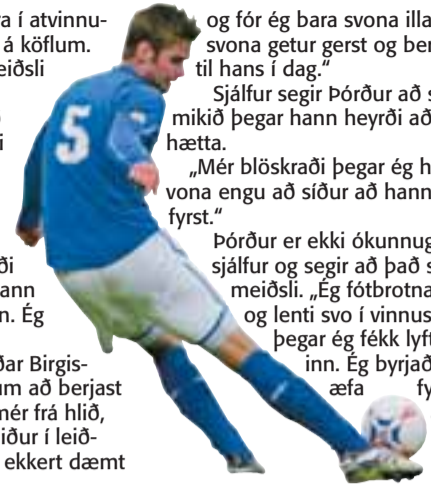 a í atvinnu-
á köflum.
eiðsli
i
ði
ann
n. Ég
ðar Birgis-
um að berjast
mér frá hlið,
iður í leið-
ekkert dæmt
5
og fór ég bara svona illa
svona getur gerst og ber
til hans í dag.“
Sjálfur segir Þórður að s
mikið þegar hann heyrði að
hætta.
„Mér blöskraði þegar ég h
vona engu að síður að hann
fyrst.“
Þórður er ekki ókunnug
sjálfur og segir að það s
meiðsli. „Ég fótbrotna
og lenti svo í vinnus
þegar ég fékk lyft
inn. Ég byrjað
æfa fy